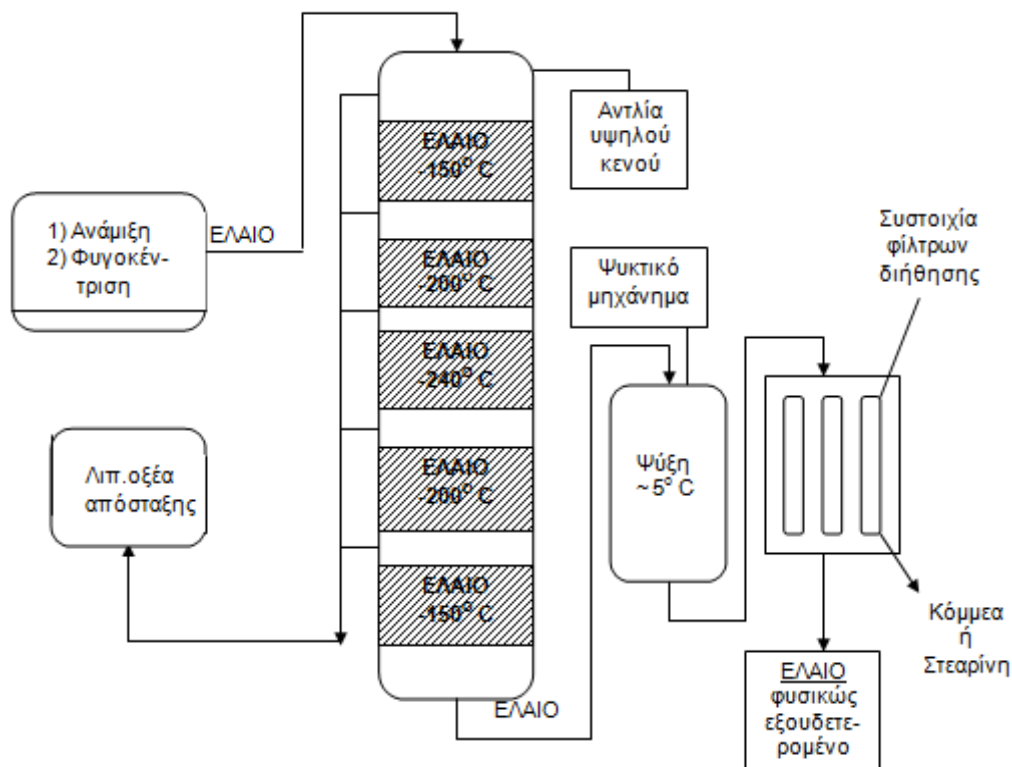 1) Ανάμιξη
2) Φυγοκέν-
τριση
ΕΛΑΙΟ
Λιπ.οξέα
απόσταξης
ΕΛΑΙΟ
-150° C
ΕΛΑΙΟ
-200° C
ΕΛΑΙΟ
-240° C
ΕΛΑΙΟ
-200° C
ΕΛΑΙΟ
-150° C
ΕΛΑΙΟ
Αντλία
υψηλού
κενού
Ψυκτικό
μηχάνημα
Ψύξη
~5° C
Συστοιχία
φίλτρων
διήθησης
Κόμμεα
ή
Στεαρίνη
ΕΛΑΙΟ
φυσικώς
εξουδετε-
ρομένο